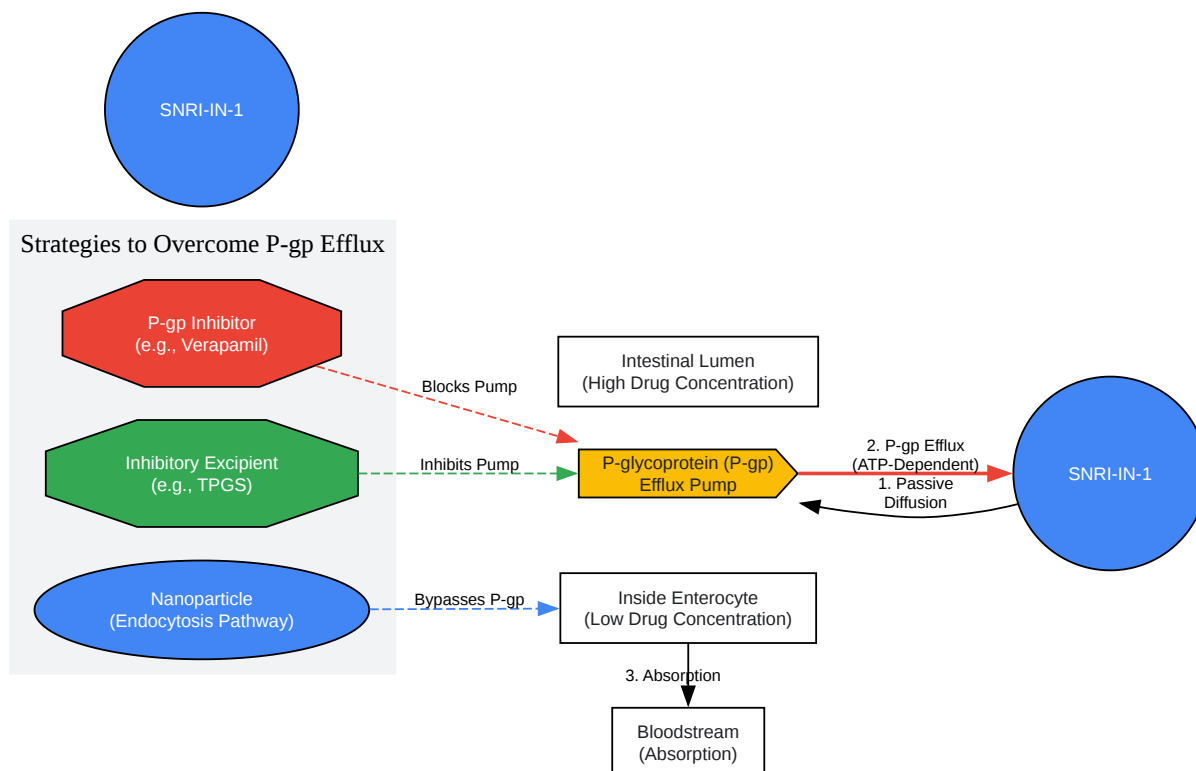 SNRI-IN-1
Strategies to Overcome P-gp Efflux
P-gp Inhibitor
(e.g., Verapamil)
Blocks Pump
Intestinal Lumen
(High Drug Concentration)
Inhibitory Excipient
(e.g., TPGS)
Inhibits Pump
P-glycoprotein (P-gp)
Efflux Pump
2. P-gp Efflux
(ATP-Dependent)
1. Passive
Diffusion
SNRI-IN-1
Nanoparticle
(Endocytosis Pathway)
Bypasses P-gp
Inside Enterocyte
(Low Drug Concentration)
3. Absorption
Bloodstream
(Absorption)